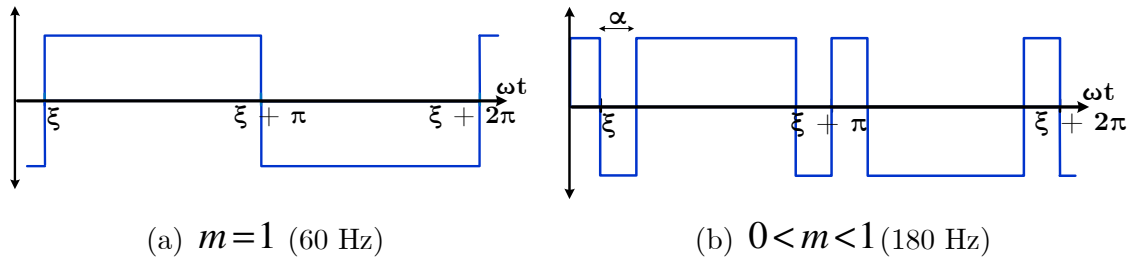 ωt
ξ
ξ + π
ξ + 2π
(a) m=1 (60 Hz)
α
ωt
ξ
ξ + π
ξ + 2π
(b) 0<m<1(180 Hz)